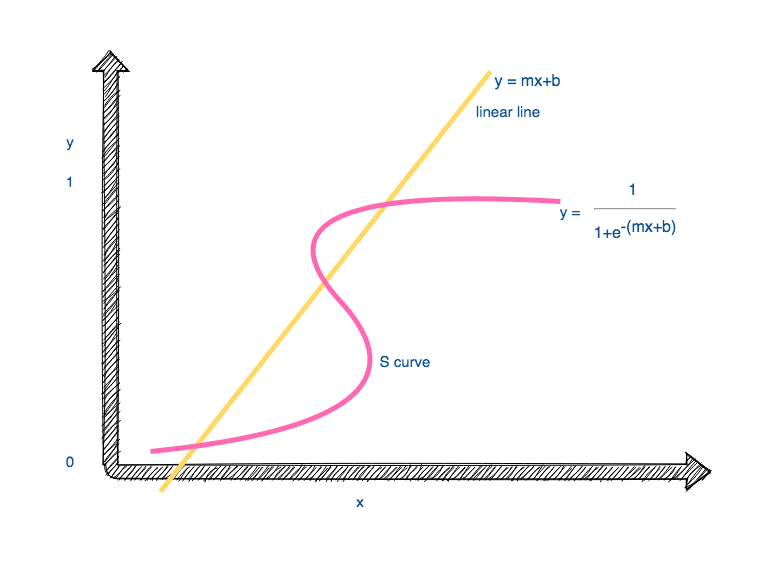 y = mx+b
linear line
y
1
1
y =
1+e-(mx+b)
S curve
0
x